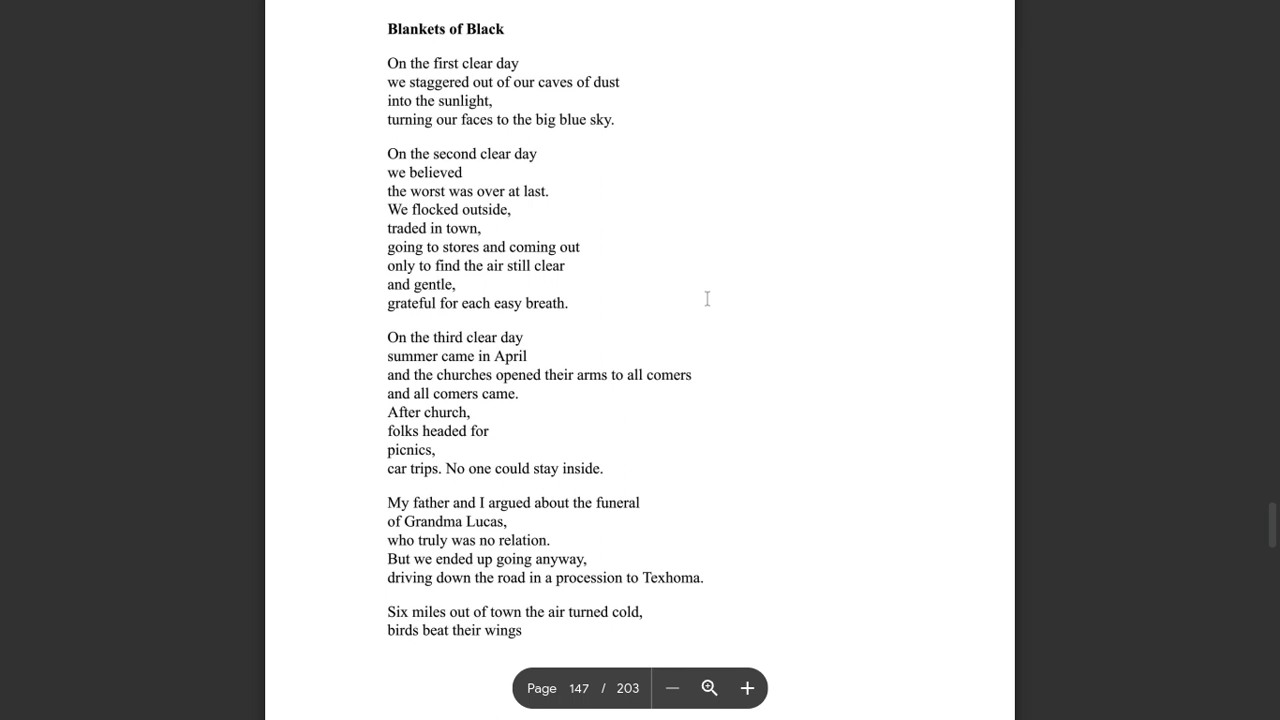 Blankets of Black
On the first clear day
we staggered out of our caves of dust
into the sunlight,
turning our faces to the big blue sky.
On the second clear day
we believed
the worst was over at last.
We flocked outside,
traded in town,
going to stores and coming out
only to find the air still clear
and gentle,
grateful for each easy breath.
On the third clear day
summer came in April
and the churches opened their arms to all comers
and all comers came.
After church,
folks headed for
picnics,
car trips. No one could stay inside.
My father and I argued about the funeral
of Grandma Lucas,
who truly was no relation.
But we ended up going anyway,
driving down the road in a procession to Texhoma.
Six miles out of town the air turned cold,
birds beat their wings
Page 147 / 203